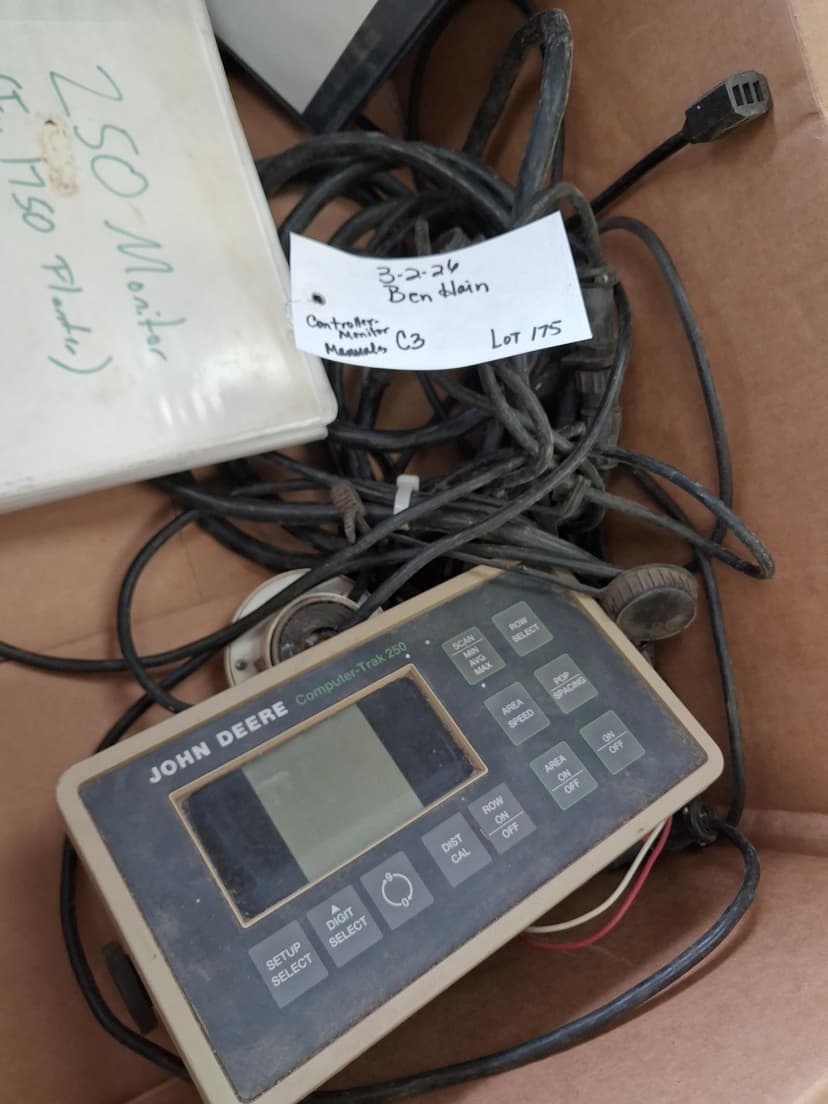 250 Monitor
1750 Planter)
3-2-26
Ben Hain
Controller-
Monitor
Manuals C3
LOT 175
JOHN DEERE Computer-Trak 250
SCAN
MIN
AVG
MAX
ROW
SELECT
AREA
SPEED
POP
SPACING
AREA
ON
OFF
ON
OFF
SETUP
SELECT
DIGIT
SELECT
9
0
DIST
CAL
ROW
ON
OFF